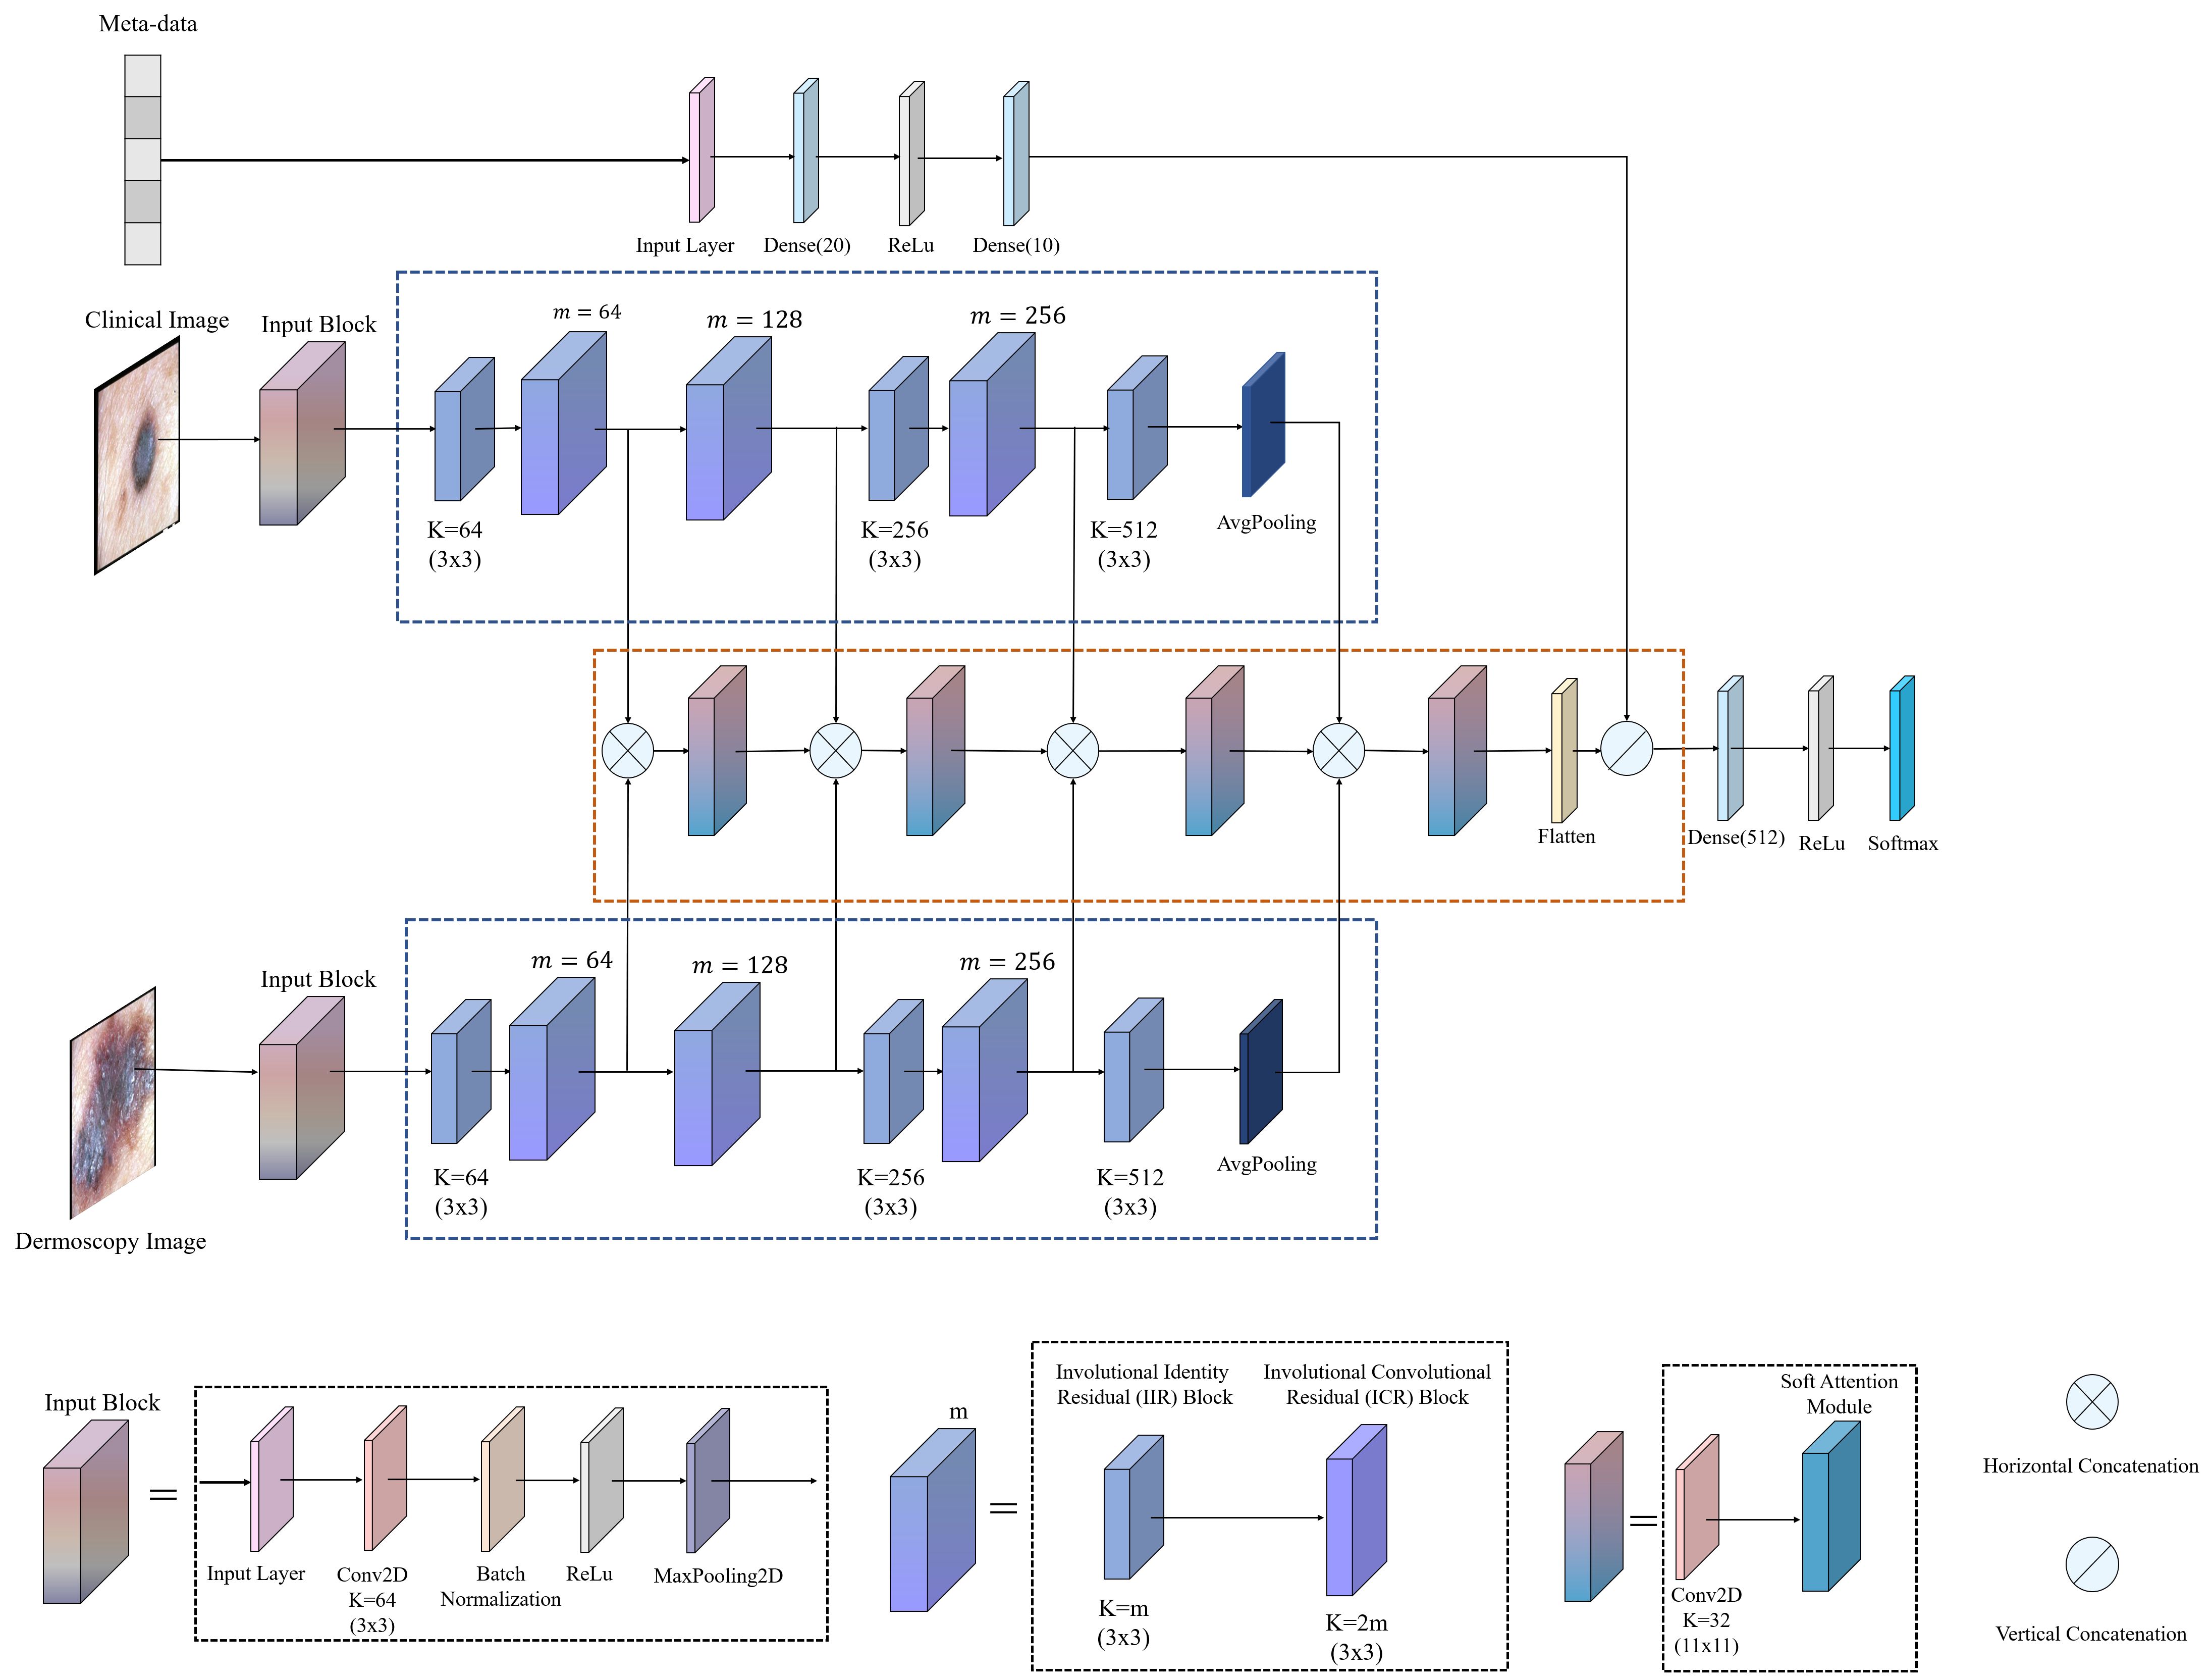 Meta-data
Input Layer
Dense(20)
ReLu
Dense(10)
Clinical Image
Input Block
m = 64
m = 128
m = 256
K=64
(3x3)
K=256
(3x3)
K=512
(3x3)
AvgPooling
Flatten
Dense(512)
ReLu
Softmax
Input Block
m = 64
m = 128
m = 256
K=64
(3x3)
K=256
(3x3)
K=512
(3x3)
AvgPooling
Dermoscopy Image
Input Block
=
Input Layer
Conv2D
K=64
(3x3)
Batch
Normalization
ReLu
MaxPooling2D
m
=
Involutional Identity
Residual (IIR) Block
K=m
(3x3)
Involutional Convolutional
Residual (ICR) Block
K=2m
(3x3)
=
Conv2D
K=32
(11x11)
Soft Attention
Module
Horizontal Concatenation
Vertical Concatenation